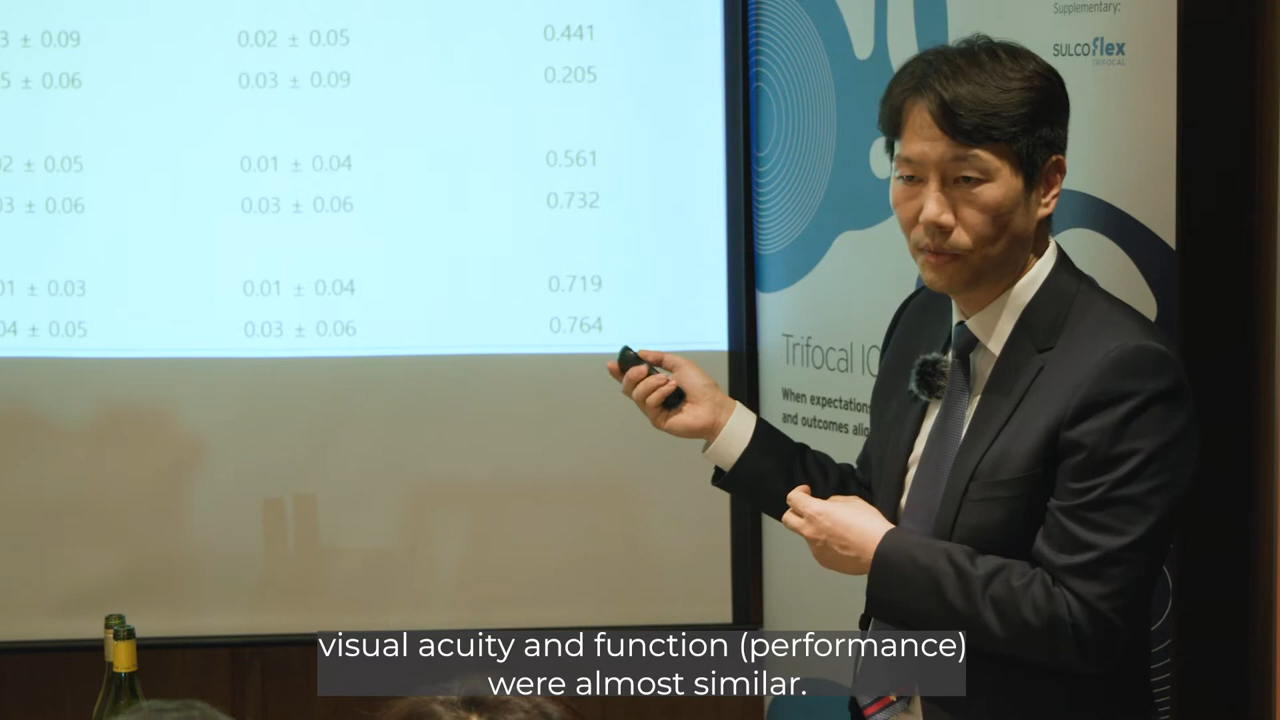 3 ± 0.09 0.02 ± 0.05 0.441
5 ± 0.06 0.03 ± 0.09 0.205
2 ± 0.05 0.01 ± 0.04 0.561
03 ± 0.06 0.03 ± 0.06 0.732
01 ± 0.03 0.01 ± 0.04 0.719
04 ± 0.05 0.03 ± 0.06 0.764
Supplementary:
SULCOflex
TRIFOCAL
Trifocal IO
When expectations
and outcomes
visual acuity and function (performance)
were almost similar.